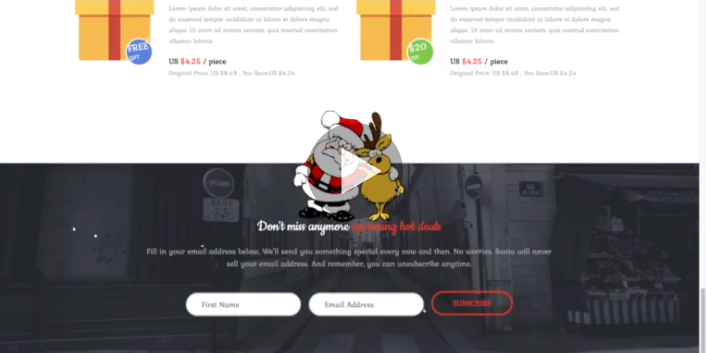 Lorem ipsum dolor sit amet, consectetur adipisicing elit, sed
do eiusmod tempor incididunt ut labore et dolore magna
aliqua. Ut enim ad minim veniam, quis nostrud exercitation
ullamco laboris.
FREE
GIFT
US $4.25 / piece
Original Price: US $8.49 , You SaveUS $4.24
Lorem ipsum dolor sit amet, consectetur adipisicing elit, sed
do eiusmod tempor incididunt ut labore et dolore magna
aliqua. Ut enim ad minim veniam, quis nostrud exercitation
ullamco laboris.
$20
OFF
US $4.25 / piece
Original Price: US $8.49 , You SaveUS $4.24
SAUF
Don't miss anymore upcoming hot deals
Fill in your email address below. We'll send you something special every now and then. No worries. Santa will never
sell your email address. And remember, you can unsubscribe anytime.
First Name
Email Address
SUBSCRIBE